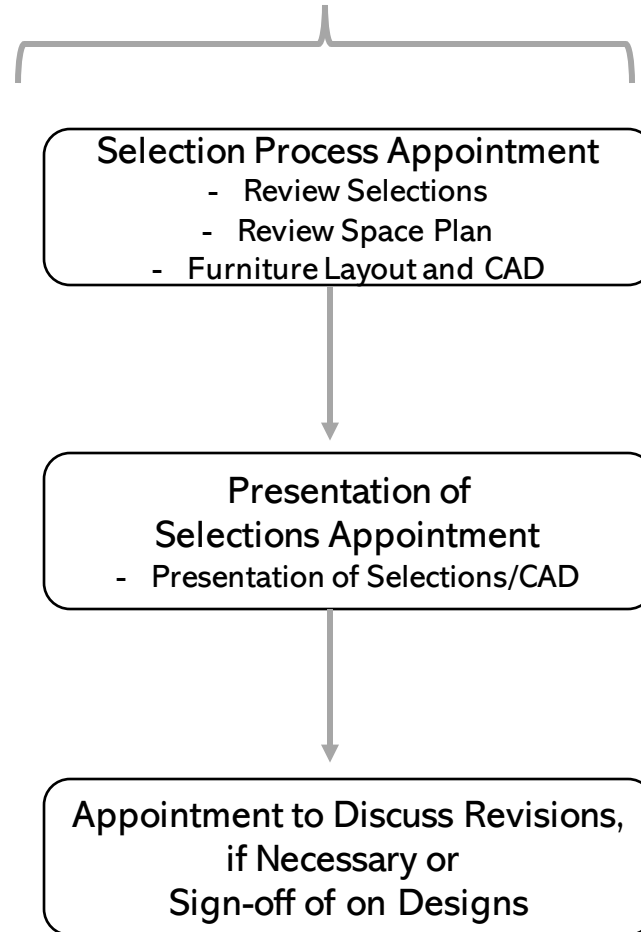 Selection Process Appointment
- Review Selections
- Review Space Plan
- Furniture Layout and CAD
Presentation of
Selections Appointment
- Presentation of Selections/CAD
Appointment to Discuss Revisions,
if Necessary or
Sign-off of on Designs